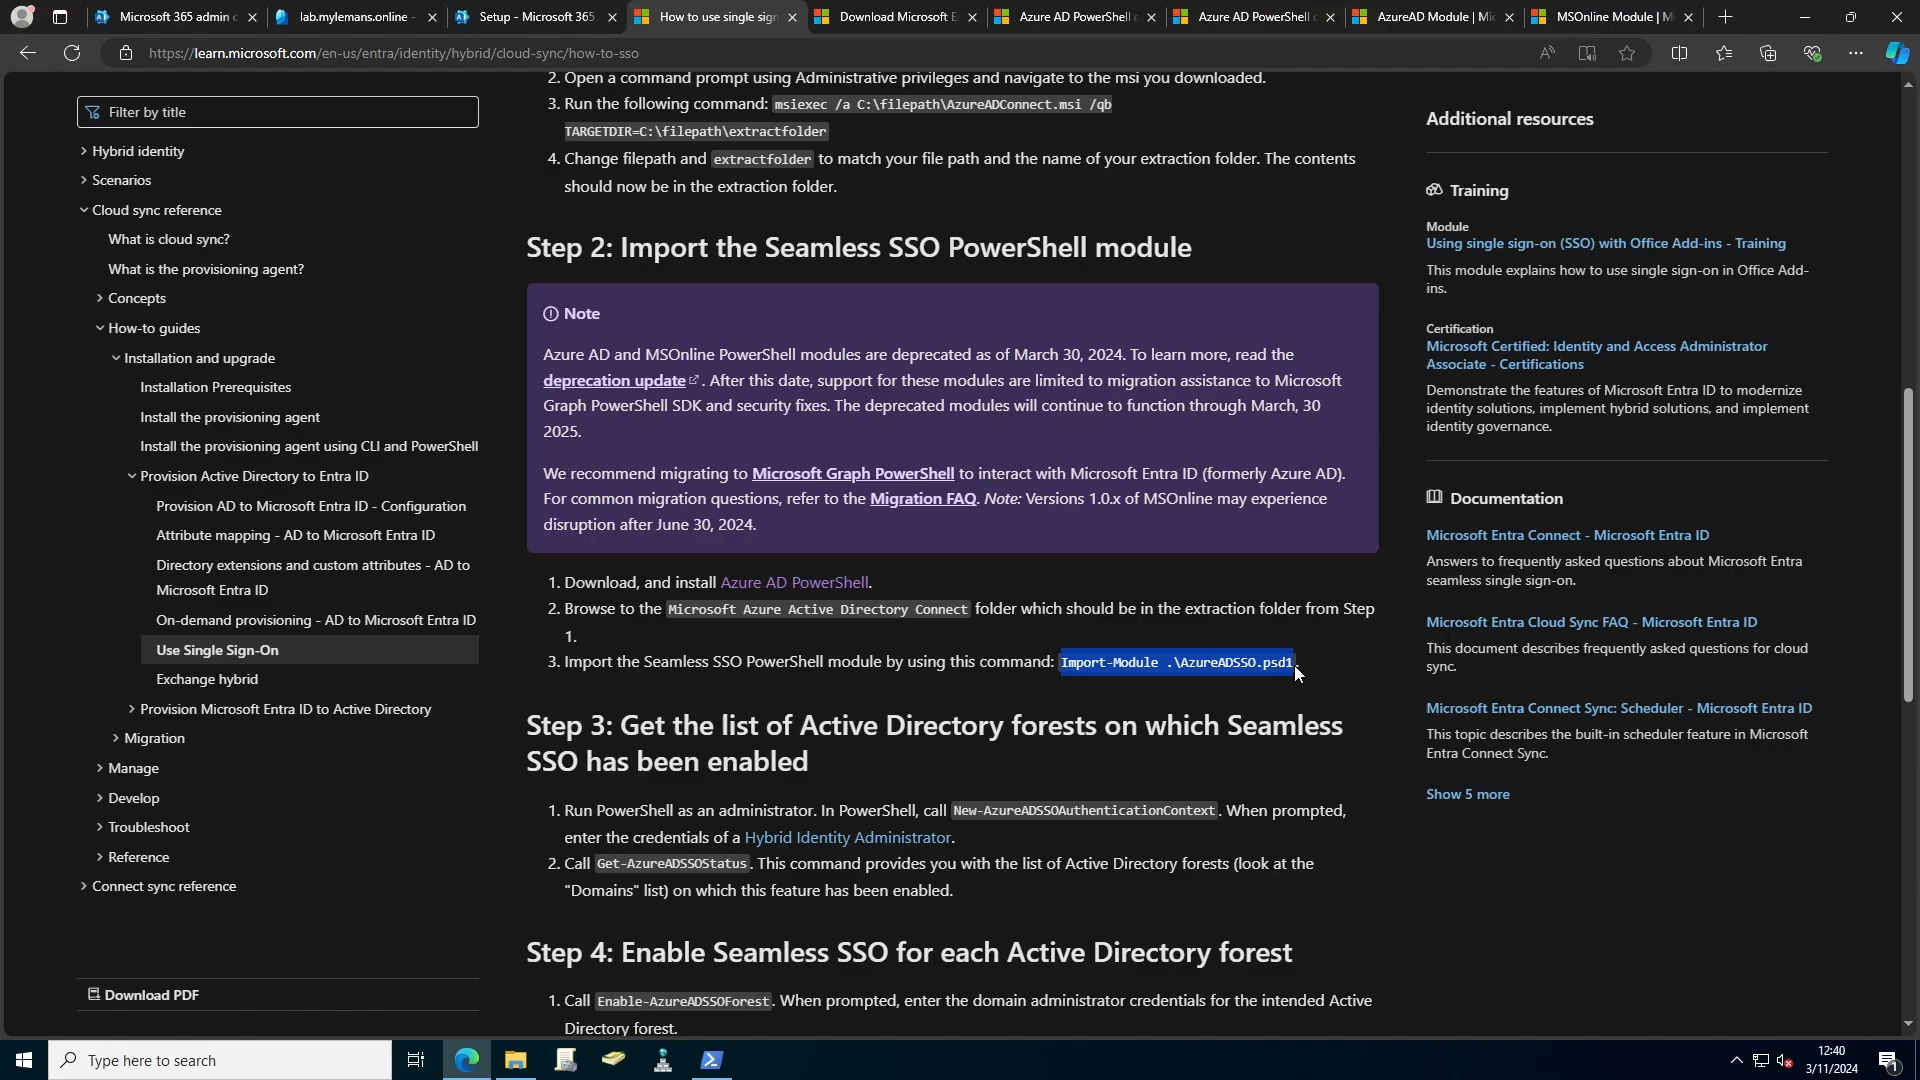 Microsoft 365 admin c
lab.mylemans.online -
Setup - Microsoft 365
How to use single sign
Download Microsoft E
Azure AD PowerShell c
Azure AD PowerShell c
AzureAD Module | Mic
MSOnline Module | M
https://learn.microsoft.com/en-us/entra/identity/hybrid/cloud-sync/how-to-sso
Filter by title
Hybrid identity
Scenarios
Cloud sync reference
What is cloud sync?
What is the provisioning agent?
Concepts
How-to guides
Installation and upgrade
Installation Prerequisites
Install the provisioning agent
Install the provisioning agent using CLI and PowerShell
Provision Active Directory to Entra ID
Provision AD to Microsoft Entra ID - Configuration
Attribute mapping - AD to Microsoft Entra ID
Directory extensions and custom attributes - AD to
Microsoft Entra ID
On-demand provisioning - AD to Microsoft Entra ID
Use Single Sign-On
Exchange hybrid
Provision Microsoft Entra ID to Active Directory
Migration
Manage
Develop
Troubleshoot
Reference
Connect sync reference
Download PDF
2. Open a command prompt using Administrative privileges and navigate to the msi you downloaded.
3. Run the following command: msiexec /a C:\filepath\AzureADConnect.msi /qb
TARGETDIR=C:\filepath\extractfolder
4. Change filepath and extractfolder to match your file path and the name of your extraction folder. The contents
should now be in the extraction folder.
Step 2: Import the Seamless SSO PowerShell module
Note
Azure AD and MSOnline PowerShell modules are deprecated as of March 30, 2024. To learn more, read the
deprecation update. After this date, support for these modules are limited to migration assistance to Microsoft
Graph PowerShell SDK and security fixes. The deprecated modules will continue to function through March, 30
2025.
We recommend migrating to Microsoft Graph PowerShell to interact with Microsoft Entra ID (formerly Azure AD).
For common migration questions, refer to the Migration FAQ. Note: Versions 1.0.x of MSOnline may experience
disruption after June 30, 2024.
1. Download, and install Azure AD PowerShell.
2. Browse to the Microsoft Azure Active Directory Connect folder which should be in the extraction folder from Step
1.
3. Import the Seamless SSO PowerShell module by using this command: Import-Module .\AzureADSSO.psd1.
Step 3: Get the list of Active Directory forests on which Seamless
SSO has been enabled
1. Run PowerShell as an administrator. In PowerShell, call New-AzureADSSOAuthenticationContext. When prompted,
enter the credentials of a Hybrid Identity Administrator.
2. Call Get-AzureADSSOStatus. This command provides you with the list of Active Directory forests (look at the
"Domains" list) on which this feature has been enabled.
Step 4: Enable Seamless SSO for each Active Directory forest
1. Call Enable-AzureADSSOForest. When prompted, enter the domain administrator credentials for the intended Active
Directory forest.
Additional resources
Training
Module
Using single sign-on (SSO) with Office Add-ins - Training
This module explains how to use single sign-on in Office Add-
ins.
Certification
Microsoft Certified: Identity and Access Administrator
Associate - Certifications
Demonstrate the features of Microsoft Entra ID to modernize
identity solutions, implement hybrid solutions, and implement
identity governance.
Documentation
Microsoft Entra Connect - Microsoft Entra ID
Answers to frequently asked questions about Microsoft Entra
seamless single sign-on.
Microsoft Entra Cloud Sync FAQ - Microsoft Entra ID
This document describes frequently asked questions for cloud
sync.
Microsoft Entra Connect Sync: Scheduler - Microsoft Entra ID
This topic describes the built-in scheduler feature in Microsoft
Entra Connect Sync.
Show 5 more
Type here to search
12:40
3/11/2024
1